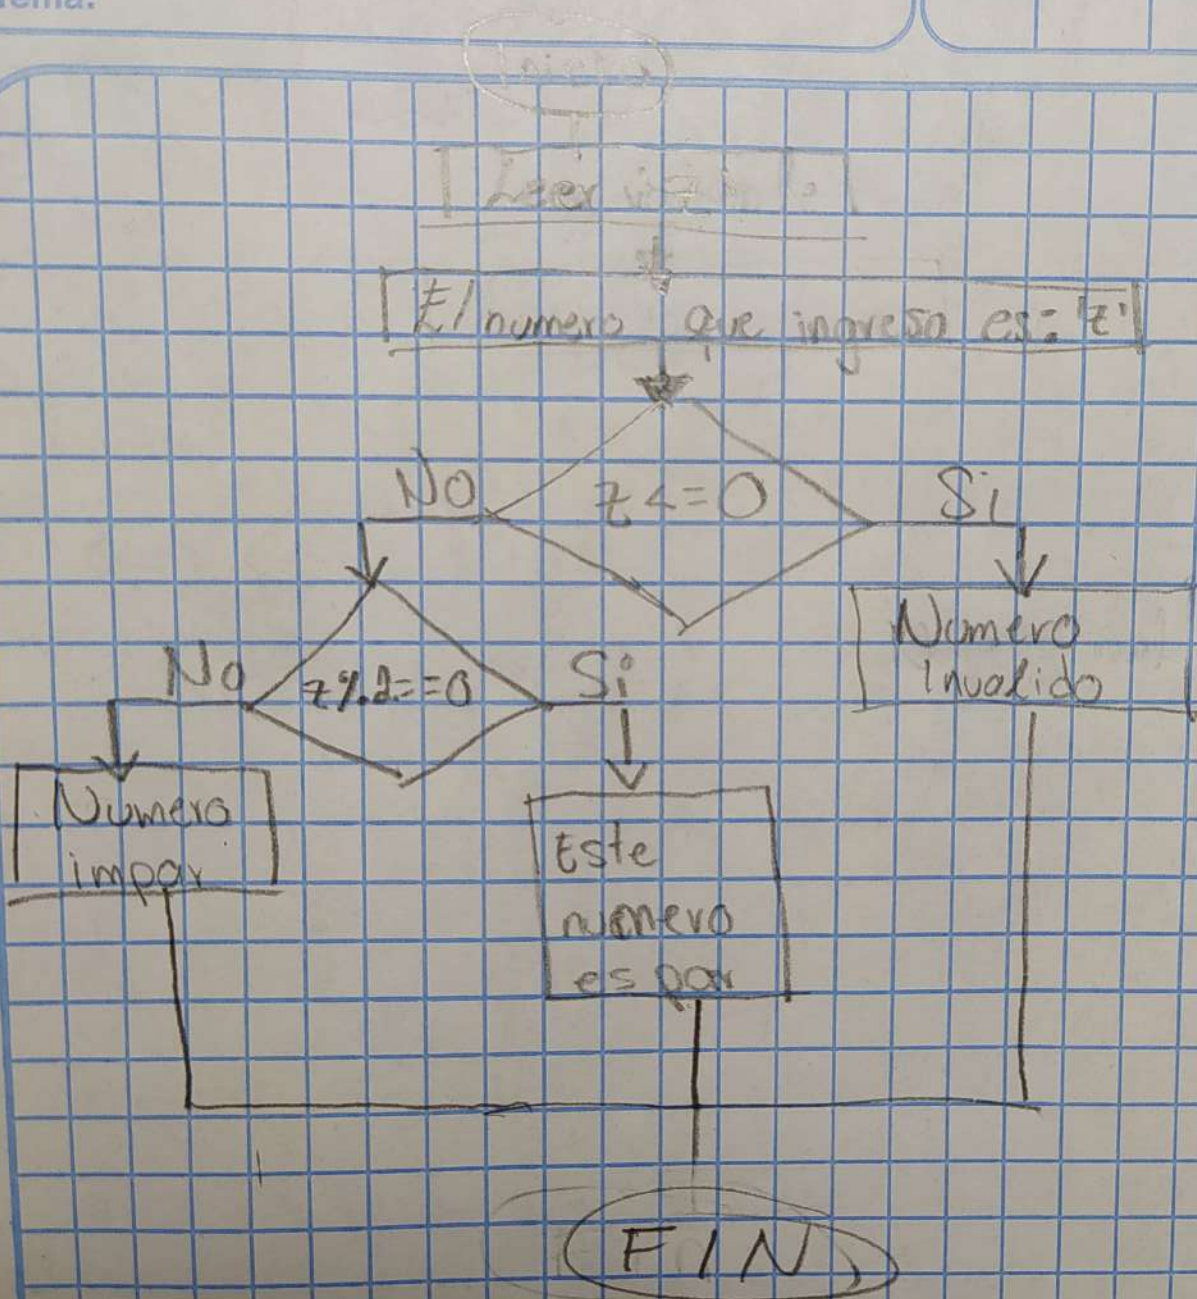 Inicio
Leer
El numero que ingreso es: 'z'
z <= 0
No
Si
Numero
Invalido
z % 2 == 0
No
Si
Numero
impar
Este
numero
es par
FIN